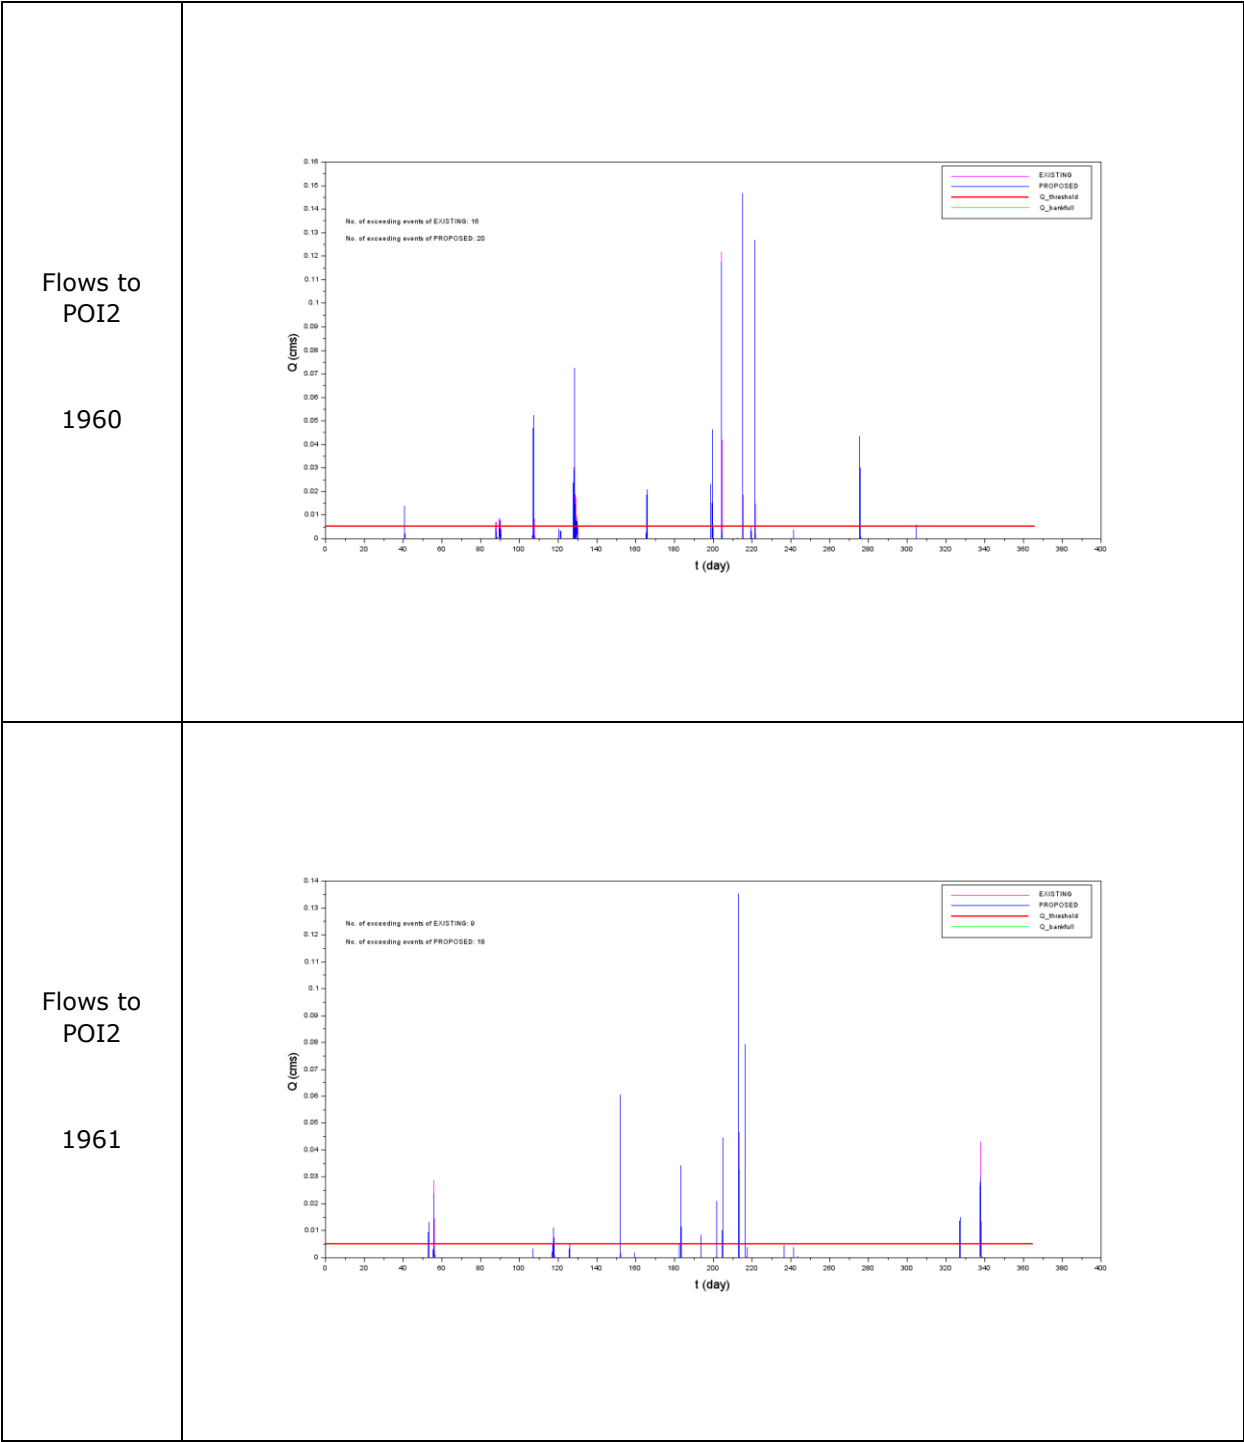 Flows to
POI2
1960
0.16
0.15
0.14
0.13
0.12
0.11
0.1
0.09
0.08
0.07
0.06
0.05
0.04
0.03
0.02
0.01
0
Q (cms)
No. of exceeding events of EXISTING: 16
No. of exceeding events of PROPOSED: 20
EXISTING
PROPOSED
Q_threshold
Q_bankfull
0 20 40 60 80 100 120 140 160 180 200 220 240 260 280 300 320 340 360 380 400
t (day)
Flows to
POI2
1961
0.14
0.13
0.12
0.11
0.1
0.09
0.08
0.07
0.06
0.05
0.04
0.03
0.02
0.01
0
Q (cms)
No. of exceeding events of EXISTING: 9
No. of exceeding events of PROPOSED: 18
EXISTING
PROPOSED
Q_threshold
Q_bankfull
0 20 40 60 80 100 120 140 160 180 200 220 240 260 280 300 320 340 360 380 400
t (day)